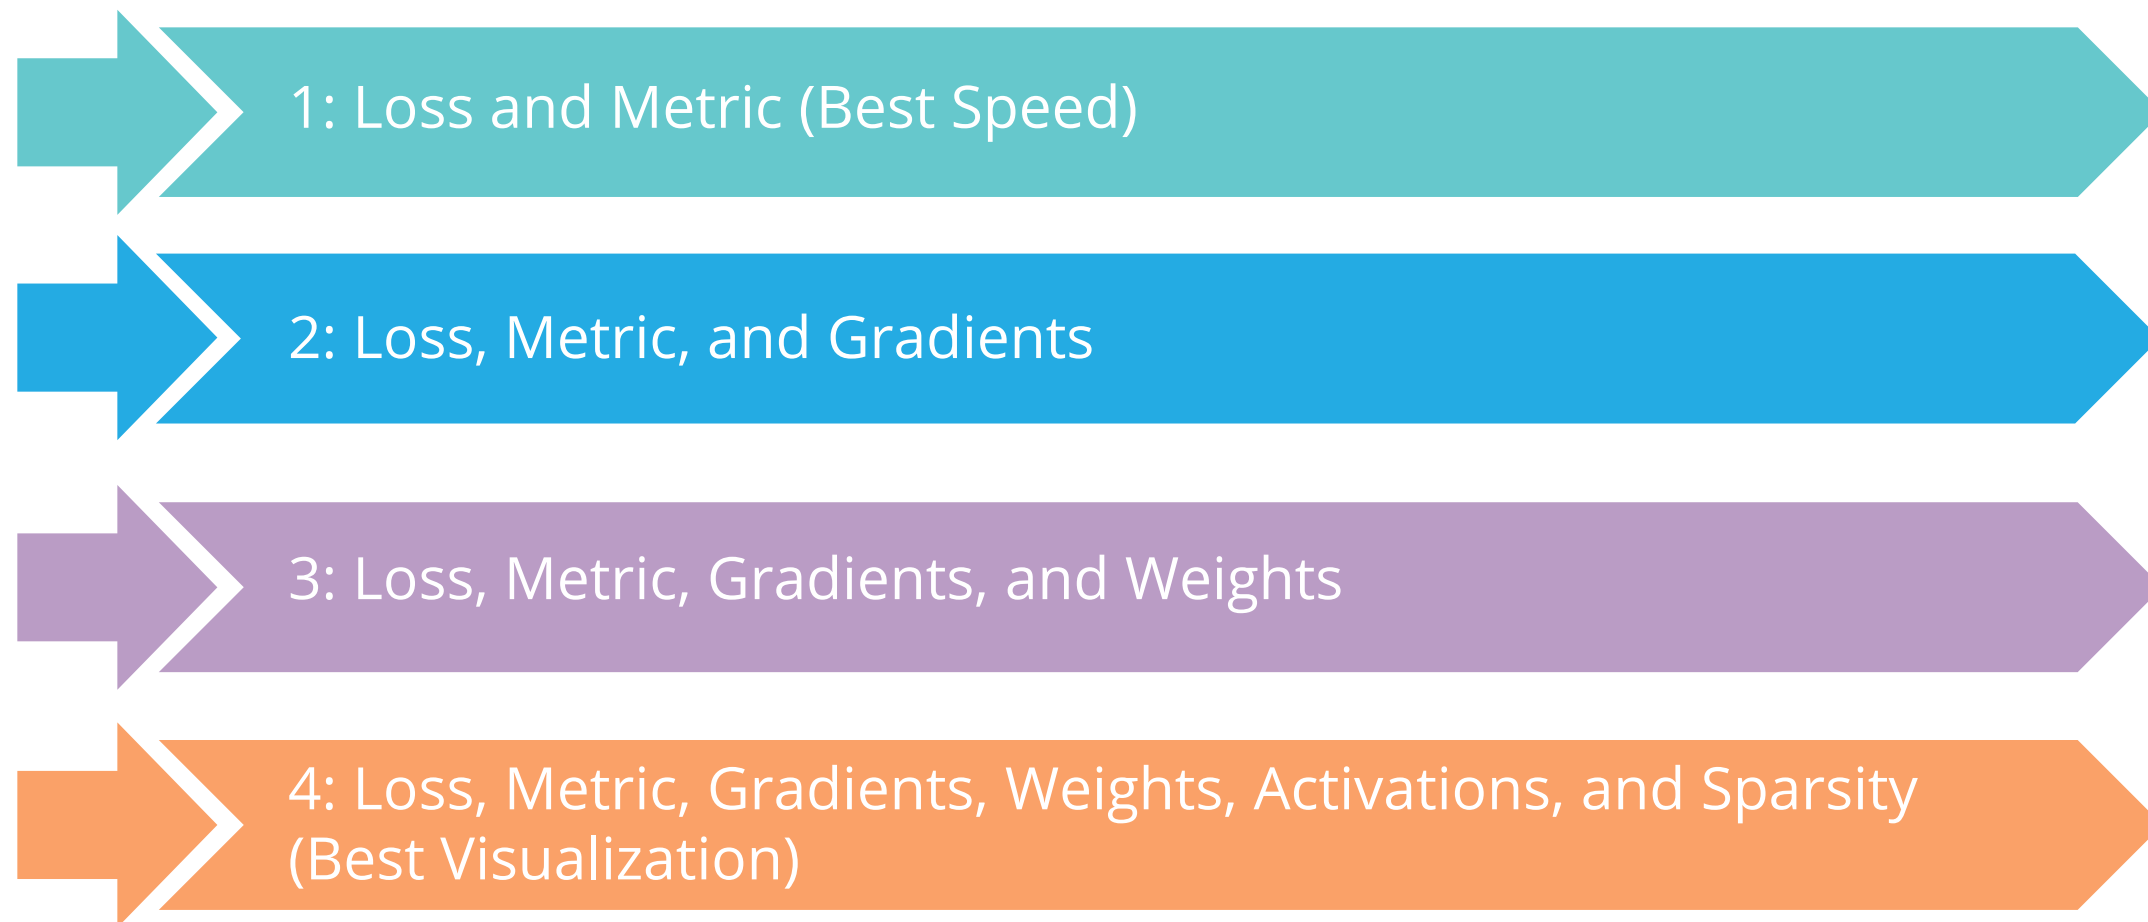 1: Loss and Metric (Best Speed)
2: Loss, Metric, and Gradients
3: Loss, Metric, Gradients, and Weights
4: Loss, Metric, Gradients, Weights, Activations, and Sparsity
(Best Visualization)